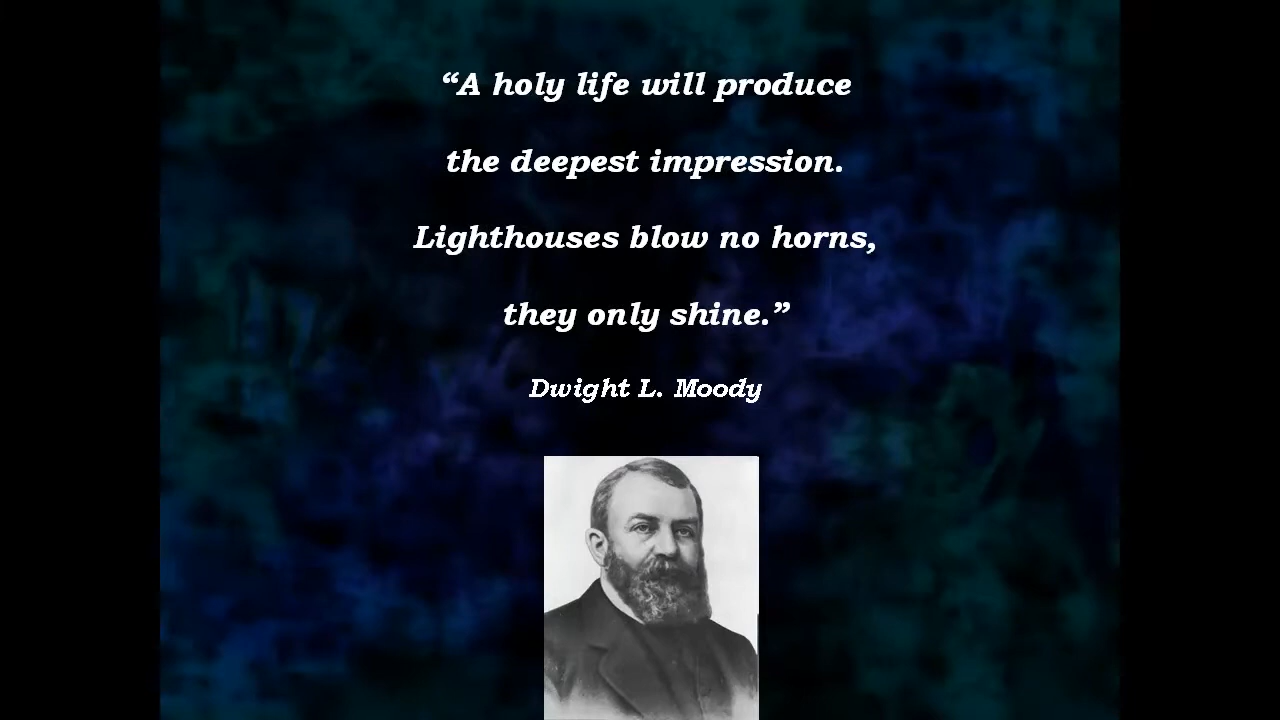 “A holy life will produce
the deepest impression.
Lighthouses blow no horns,
they only shine.”
Dwight L. Moody